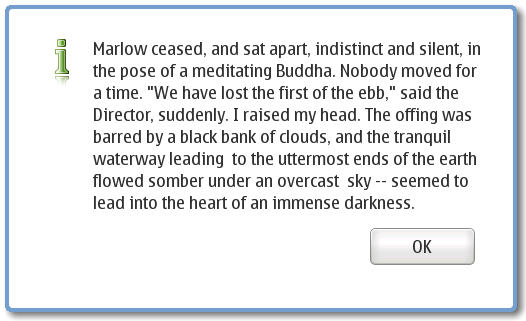 Marlow ceased, and sat apart, indistinct and silent, in
the pose of a meditating Buddha. Nobody moved for
a time. "We have lost the first of the ebb," said the
Director, suddenly. I raised my head. The offing was
barred by a black bank of clouds, and the tranquil
waterway leading  to the uttermost ends of the earth
flowed somber under an overcast  sky -- seemed to
lead into the heart of an immense darkness.
OK